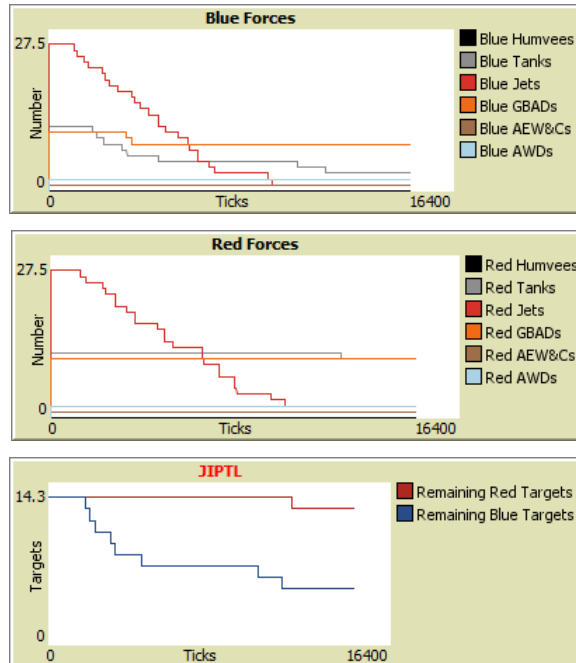 Blue Forces
27.5
Number
0
0
Ticks
16400
Blue Humvees
Blue Tanks
Blue Jets
Blue GBADs
Blue AEW&Cs
Blue AWDs
Red Forces
27.5
Number
0
0
Ticks
16400
Red Humvees
Red Tanks
Red Jets
Red GBADs
Red AEW&Cs
Red AWDs
JIPTL
14.3
Targets
0
0
Ticks
16400
Remaining Red Targets
Remaining Blue Targets